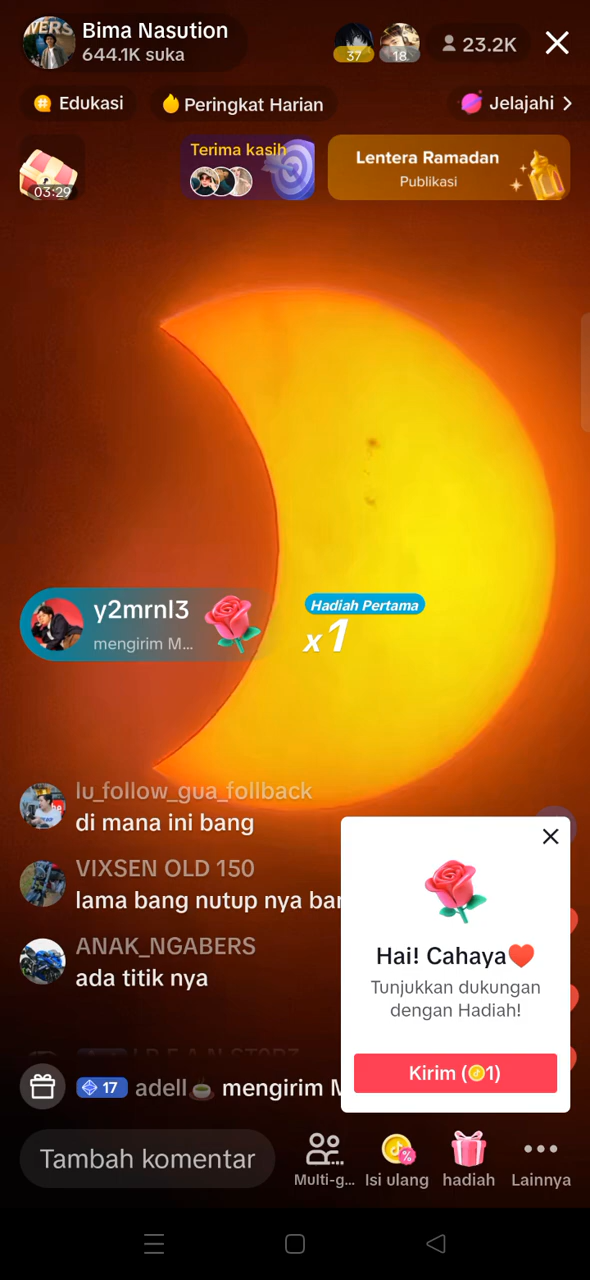 VERS
Bima Nasution
644.1K suka
37
18
23.2K
Edukasi
Peringkat Harian
Jelajahi
03:29
Terima kasih
Lentera Ramadan
Publikasi
y2mrnl3
mengirim M...
Hadiah Pertama
x1
lu_follow_gua_follback
di mana ini bang
VIXSEN OLD 150
lama bang nutup nya bar
ANAK_NGABERS
ada titik nya
Hai! Cahaya
Tunjukkan dukungan
dengan Hadiah!
Kirim (1)
17 adell mengirim M
Tambah komentar
Multi-g...
Isi ulang
hadiah
Lainnya